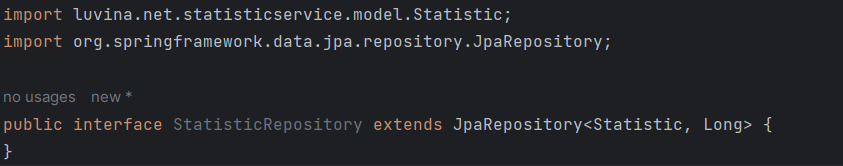 import luvina.net.statisticservice.model.Statistic;
import org.springframework.data.jpa.repository.JpaRepository;
no usages new *
public interface StatisticRepository extends JpaRepository<Statistic, Long> {
}